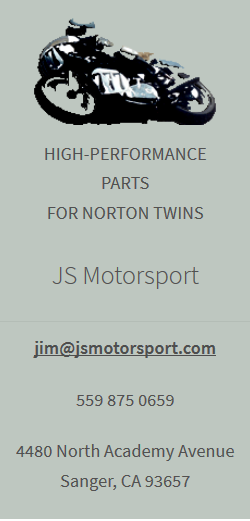 HIGH-PERFORMANCE
PARTS
FOR NORTON TWINS
JS Motorsport
jim@jsmotorsport.com
559 875 0659
4480 North Academy Avenue
Sanger, CA 93657